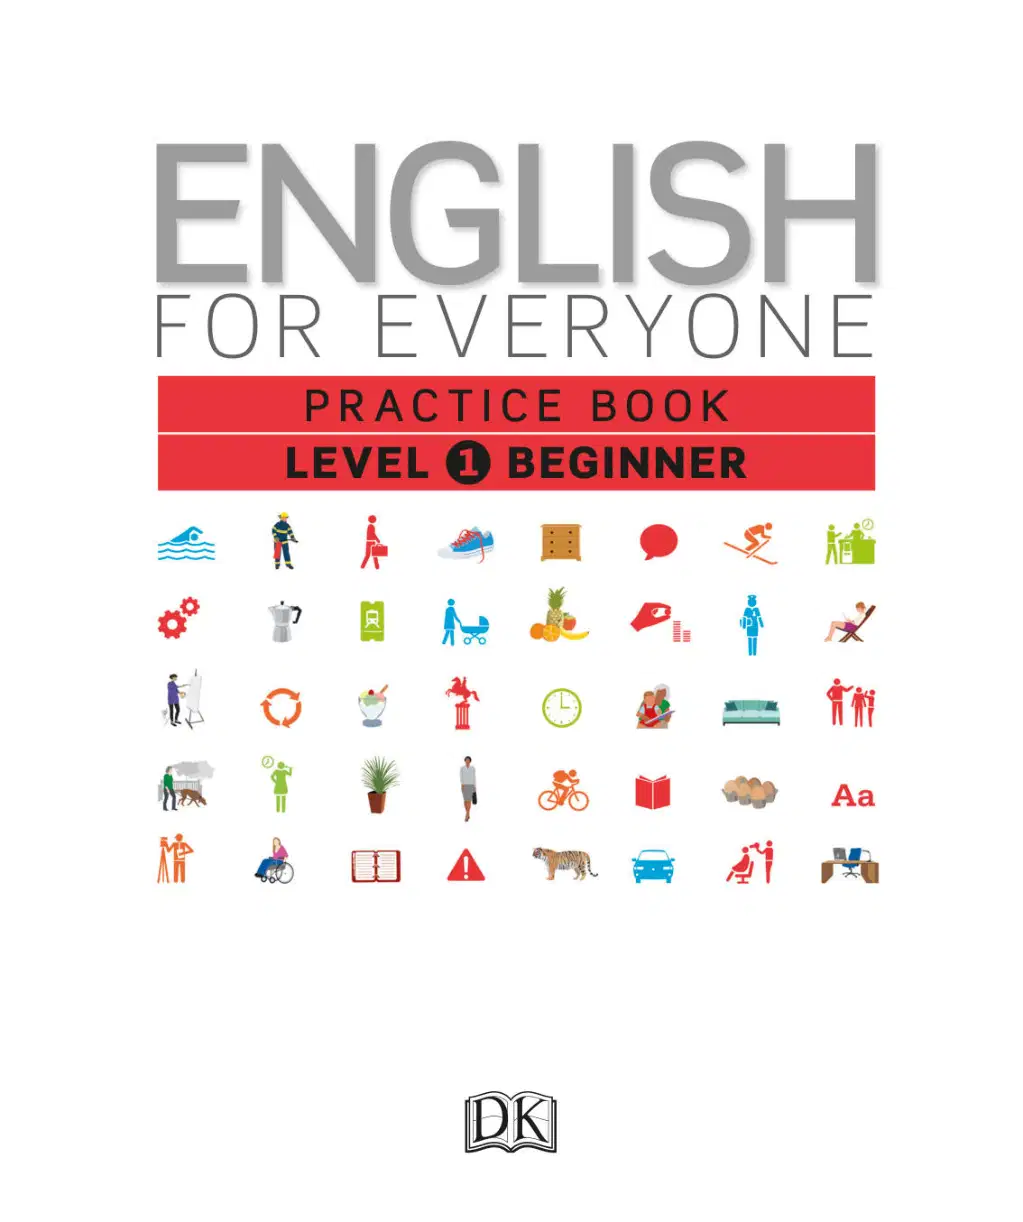 ENGLISH
FOR EVERYONE
PRACTICE BOOK
LEVEL 1 BEGINNER
Aa
DK